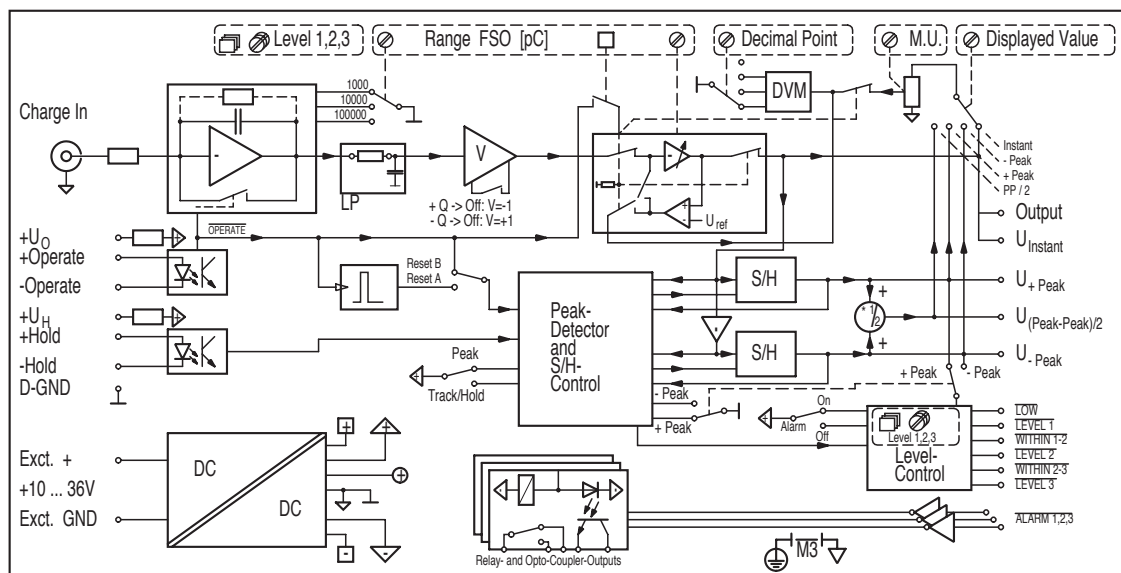 Level 1,2,3 Range FSO [pC] Decimal Point M.U. Displayed Value
Charge In
1000
10000
100000
LP
V
+ Q -> Off: V=-1
- Q -> Off: V=+1
DVM
U ref
Instant
- Peak
+ Peak
PP / 2
Output
U Instant
U + Peak
U (Peak-Peak)/2
U - Peak
+U O
+Operate
-Operate
OPERATE
+U H
+Hold
-Hold
D-GND
Reset B
Reset A
Peak
Track/Hold
Peak-
Detector
and
S/H-
Control
S/H
S/H
+
* 1/2
+
- Peak
+ Peak
+ Peak
- Peak
On
Alarm
Off
Level 1,2,3
Level-
Control
LOW
LEVEL 1
WITHIN 1-2
LEVEL 2
WITHIN 2-3
LEVEL 3
ALARM 1,2,3
Exct. +
+10 ... 36V
Exct. GND
DC
DC
Relay- and Opto-Coupler-Outputs
M3